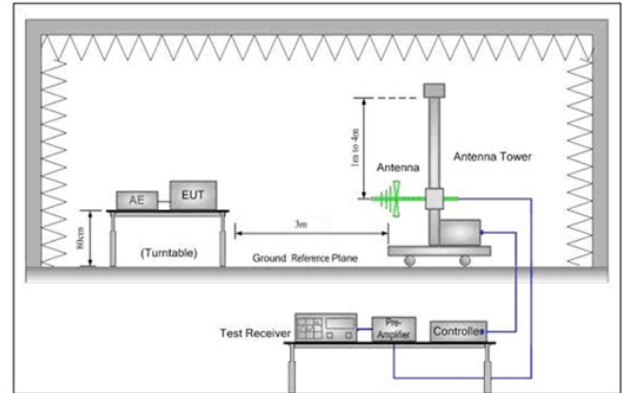 1m to 4m
Antenna
Antenna Tower
AE
EUT
80cm
(Turntable)
3m
Ground Reference Plane
Test Receiver
Pre-
Amplifier
Controller